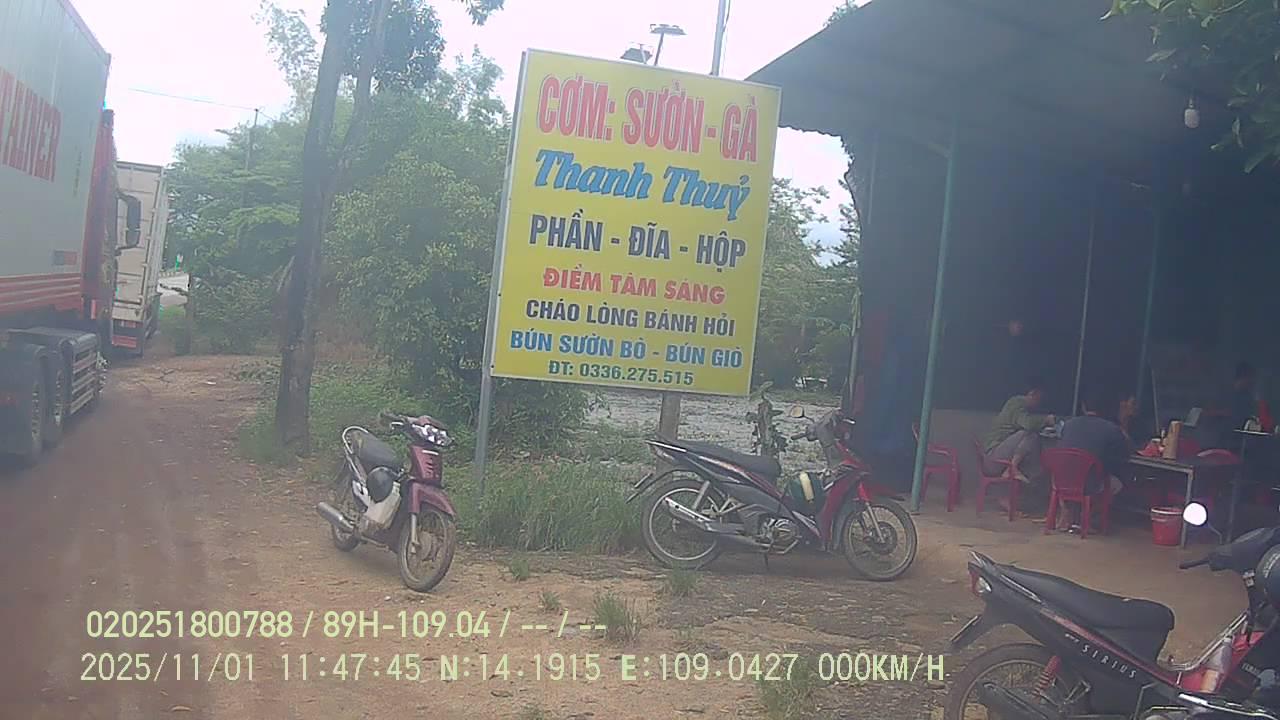 TAINER
CƠM: SƯỜN - GÀ
Thanh Thuỷ
PHẦN - ĐĨA - HỘP
ĐIỂM TÂM SÁNG
CHÁO LÒNG BÁNH HỎI
BÚN SƯỜN BÒ - BÚN GIÒ
ĐT: 0336.275.515
SIRIUS
020251800788 / 89H-109.04 / -- / --
2025/11/01 11:47:45 N:14.1915 E:109.0427 000KM/H